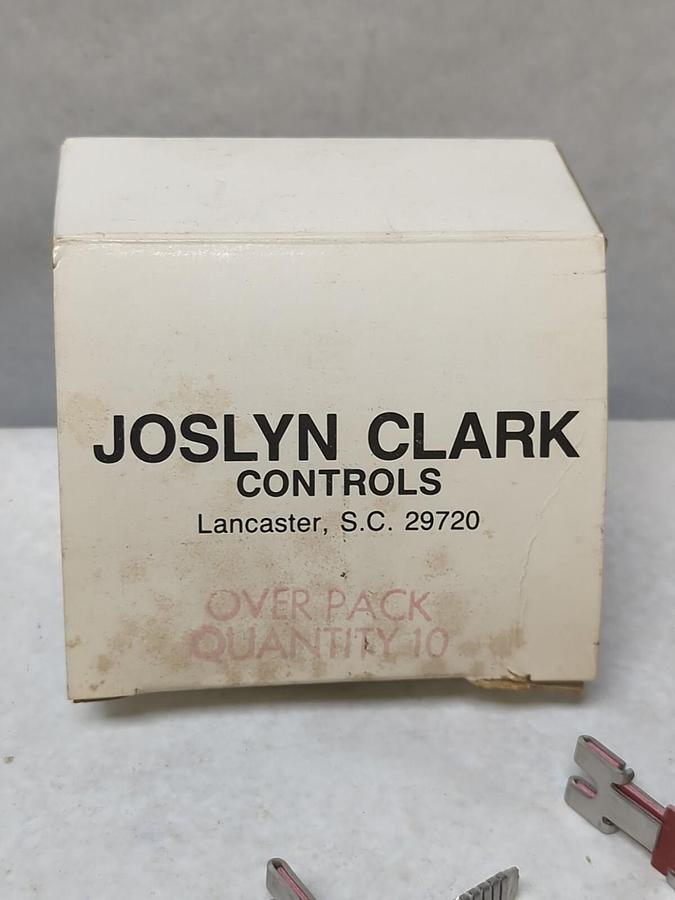 JOSLYN CLARK
CONTROLS
Lancaster, S.C. 29720
OVER PACK
QUANTITY 10